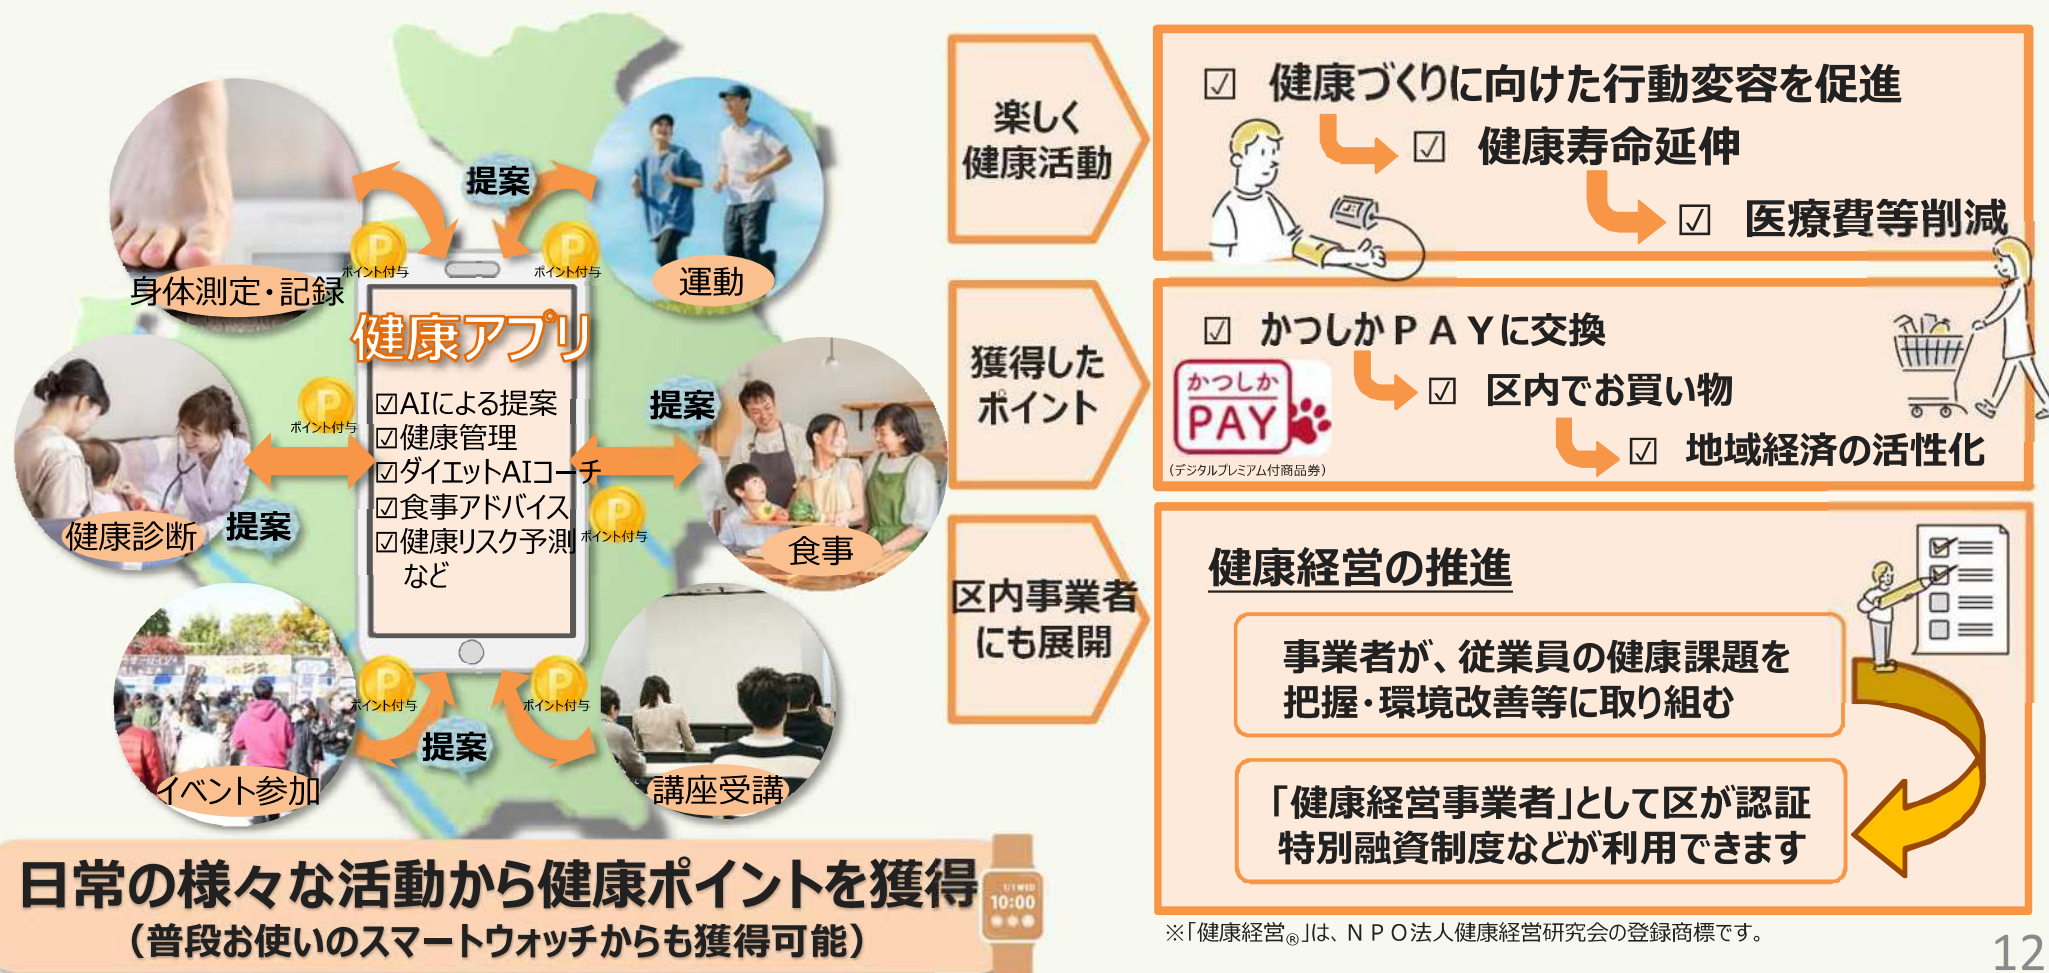 身体測定・記録
提案
運動
P
ポイント付与
P
ポイント付与
健康アプリ
☑AIによる提案
☑健康管理
☑ダイエットAIコーチ
☑食事アドバイス
☑健康リスク予測
など
P
ポイント付与
健康診断
提案
提案
食事
P
ポイント付与
イベント参加
P
ポイント付与
提案
P
ポイント付与
講座受講
日常の様々な活動から健康ポイントを獲得
（普段お使いのスマートウォッチからも獲得可能）
1/1 WED
10:00
楽しく
健康活動
☑ 健康づくりに向けた行動変容を促進
☑ 健康寿命延伸
☑ 医療費等削減
獲得した
ポイント
☑ かつしかＰＡＹに交換
かつしか
PAY
（デジタルプレミアム付商品券）
☑ 区内でお買い物
☑ 地域経済の活性化
区内事業者
にも展開
健康経営の推進
事業者が、従業員の健康課題を
把握・環境改善等に取り組む
「健康経営事業者」として区が認証
特別融資制度などが利用できます
※「健康経営®」は、ＮＰＯ法人健康経営研究会の登録商標です。
12